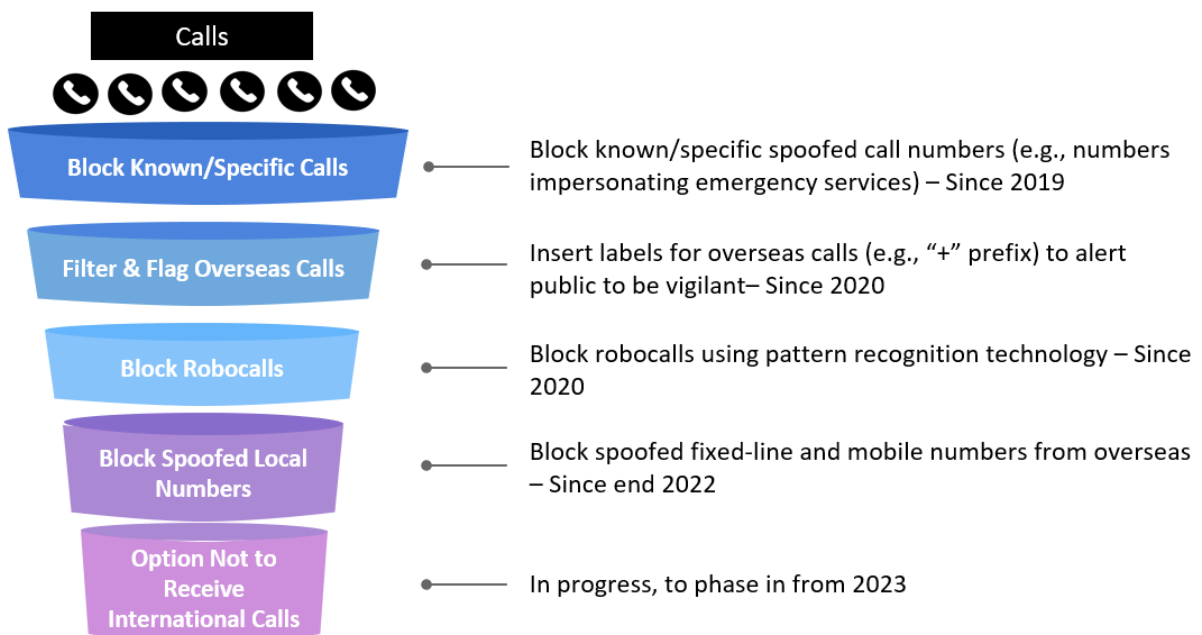 Calls
Block Known/Specific Calls
Block known/specific spoofed call numbers (e.g., numbers
impersonating emergency services) – Since 2019
Filter & Flag Overseas Calls
Insert labels for overseas calls (e.g., “+” prefix) to alert
public to be vigilant– Since 2020
Block Robocalls
Block robocalls using pattern recognition technology – Since
2020
Block Spoofed Local
Numbers
Block spoofed fixed-line and mobile numbers from overseas
– Since end 2022
Option Not to
Receive
International Calls
In progress, to phase in from 2023